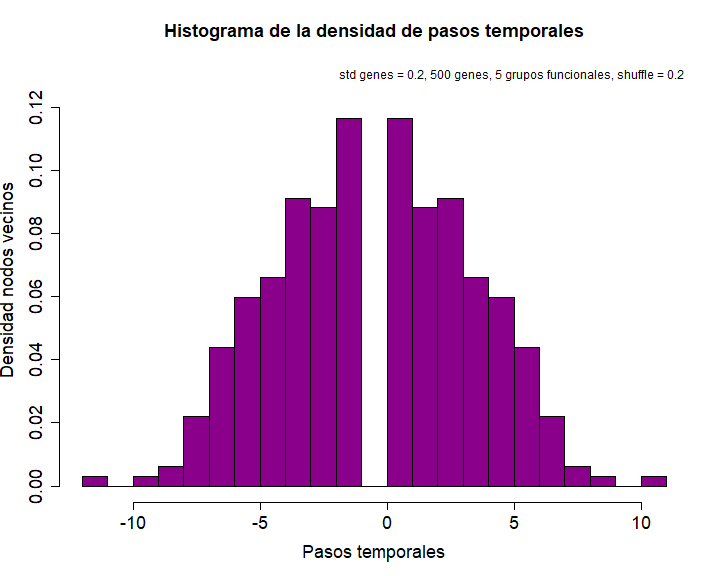 Histograma de la densidad de pasos temporales
std genes = 0.2, 500 genes, 5 grupos funcionales, shuffle = 0.2
Densidad nodos vecinos
0.12
0.10
0.08
0.06
0.04
0.02
0.00
-10 -5 0 5 10
Pasos temporales